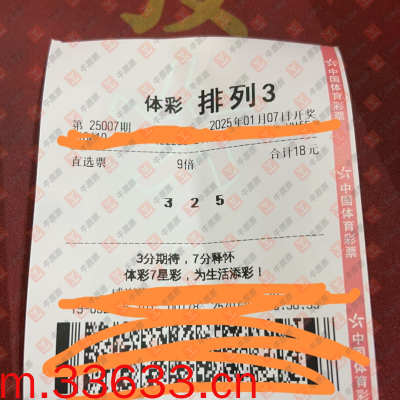 体彩 排列3
第 25007期 2025年01月07日开奖
直选票 9倍 合计18元
3 2 5
3分期待，7分释怀
体彩7星彩，为生活添彩！
中国体育彩票
中国体育彩票
中国体育彩票
m.33633.cn